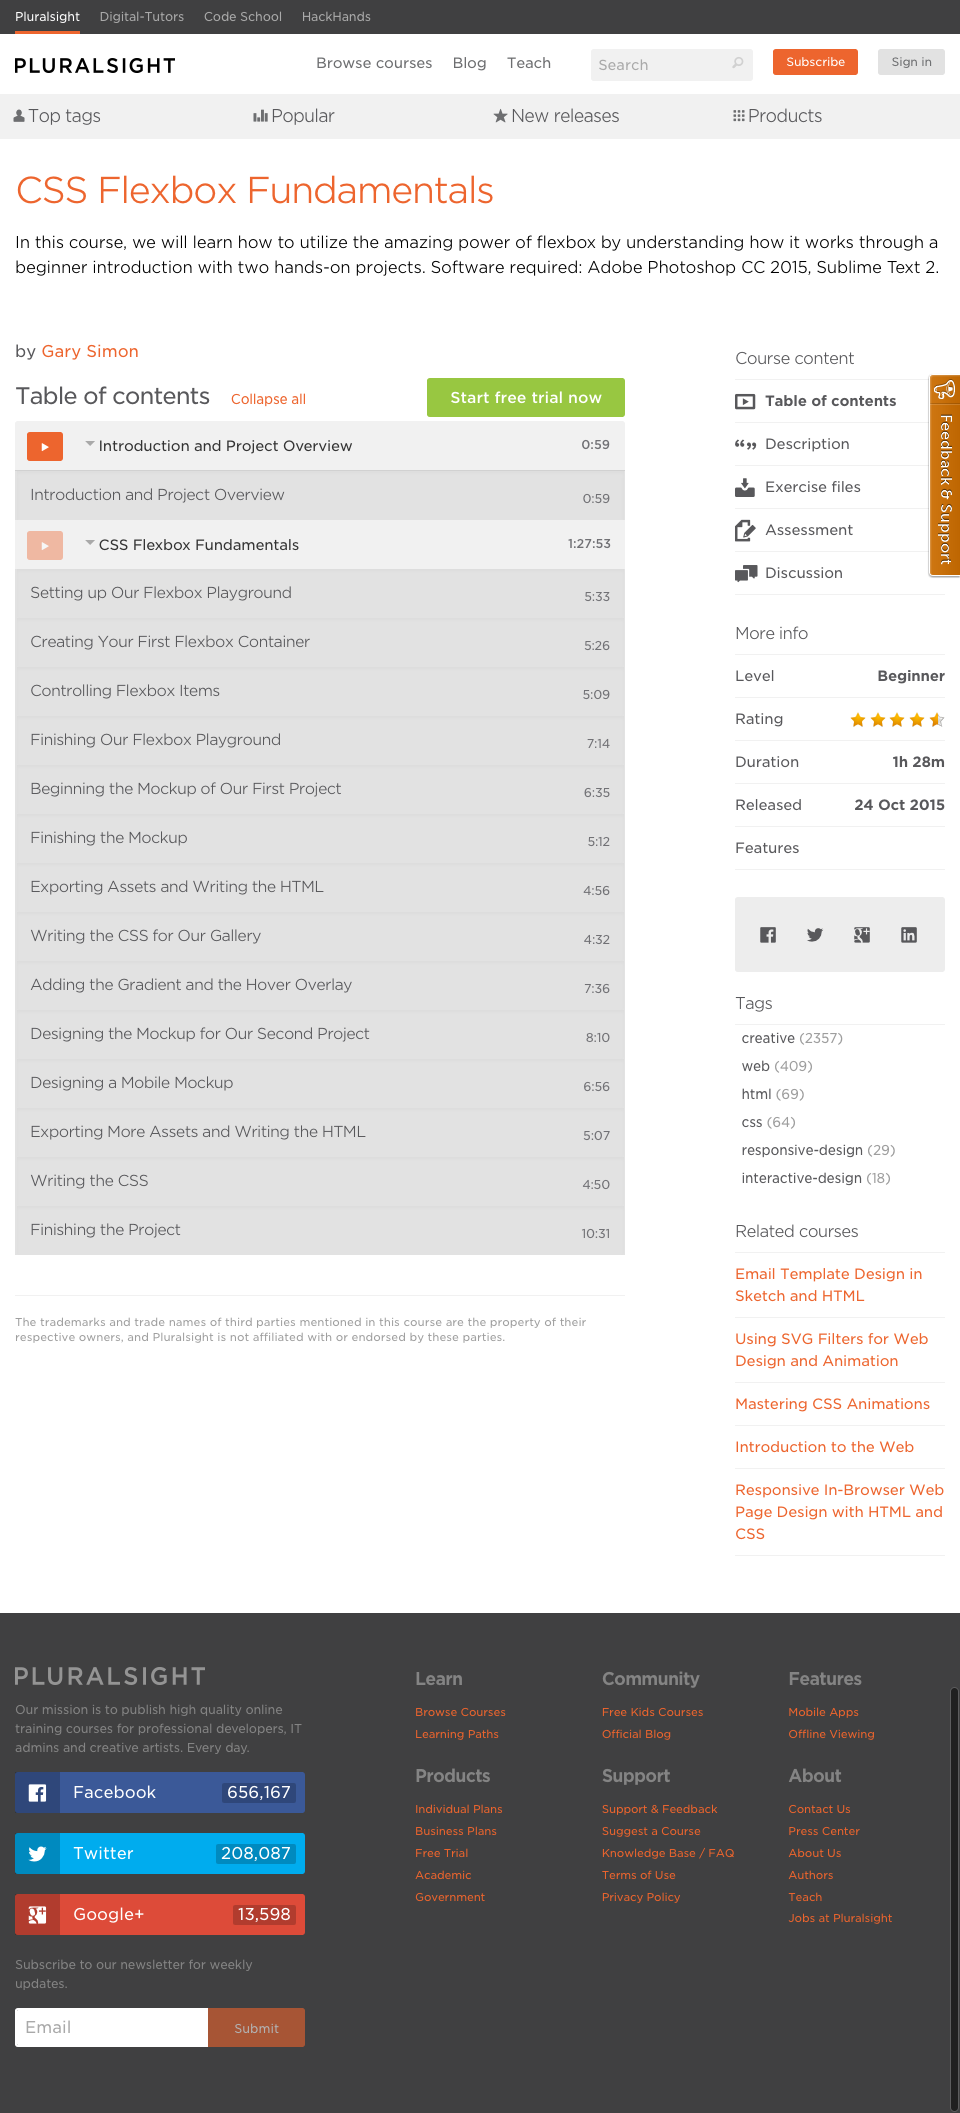 Pluralsight Digital-Tutors Code School HackHands
PLURALSIGHT Browse courses Blog Teach Search Subscribe Sign in
Top tags Popular New releases Products
CSS Flexbox Fundamentals
In this course, we will learn how to utilize the amazing power of flexbox by understanding how it works through a
beginner introduction with two hands-on projects. Software required: Adobe Photoshop CC 2015, Sublime Text 2.
by Gary Simon
Table of contents Collapse all Start free trial now
Introduction and Project Overview 0:59
Introduction and Project Overview 0:59
CSS Flexbox Fundamentals 1:27:53
Setting up Our Flexbox Playground 5:33
Creating Your First Flexbox Container 5:26
Controlling Flexbox Items 5:09
Finishing Our Flexbox Playground 7:14
Beginning the Mockup of Our First Project 6:35
Finishing the Mockup 5:12
Exporting Assets and Writing the HTML 4:56
Writing the CSS for Our Gallery 4:32
Adding the Gradient and the Hover Overlay 7:36
Designing the Mockup for Our Second Project 8:10
Designing a Mobile Mockup 6:56
Exporting More Assets and Writing the HTML 5:07
Writing the CSS 4:50
Finishing the Project 10:31
The trademarks and trade names of third parties mentioned in this course are the property of their
respective owners, and Pluralsight is not affiliated with or endorsed by these parties.
Course content
Table of contents
Description
Exercise files
Assessment
Discussion
Feedback & Support
More info
Level Beginner
Rating
Duration 1h 28m
Released 24 Oct 2015
Features
Tags
creative (2357)
web (409)
html (69)
css (64)
responsive-design (29)
interactive-design (18)
Related courses
Email Template Design in
Sketch and HTML
Using SVG Filters for Web
Design and Animation
Mastering CSS Animations
Introduction to the Web
Responsive In-Browser Web
Page Design with HTML and
CSS
PLURALSIGHT
Our mission is to publish high quality online
training courses for professional developers, IT
admins and creative artists. Every day.
Facebook 656,167
Twitter 208,087
Google+ 13,598
Subscribe to our newsletter for weekly
updates.
Email Submit
Learn
Browse Courses
Learning Paths
Products
Individual Plans
Business Plans
Free Trial
Academic
Government
Community
Free Kids Courses
Official Blog
Support
Support & Feedback
Suggest a Course
Knowledge Base / FAQ
Terms of Use
Privacy Policy
Features
Mobile Apps
Offline Viewing
About
Contact Us
Press Center
About Us
Authors
Teach
Jobs at Pluralsight